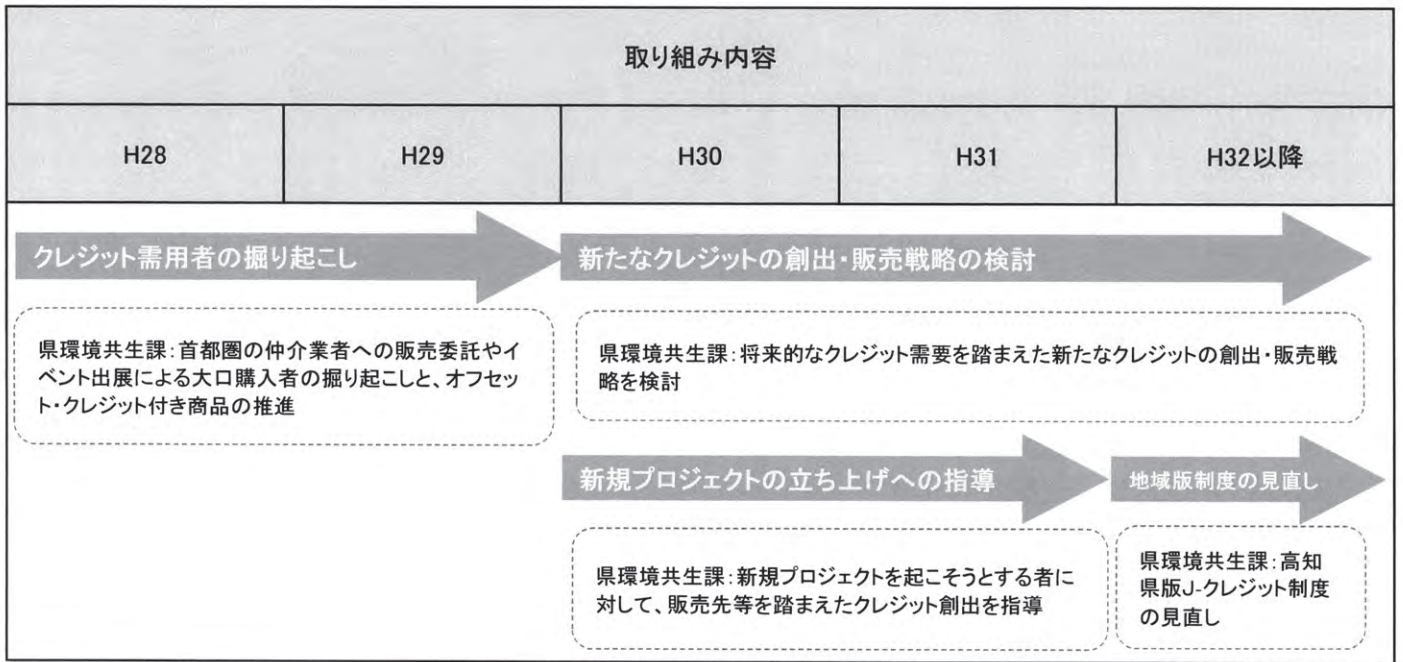 取り組み内容
H28
H29
H30
H31
H32以降
クレジット需用者の掘り起こし
新たなクレジットの創出・販売戦略の検討
県環境共生課：首都圏の仲介業者への販売委託やイ
ベント出展による大口購入者の掘り起こしと、オフセッ
ト・クレジット付き商品の推進
県環境共生課：将来的なクレジット需要を踏まえた新たなクレジットの創出・販売戦
略を検討
新規プロジェクトの立ち上げへの指導
地域版制度の見直し
県環境共生課：新規プロジェクトを起こそうとする者に
対して、販売先等を踏まえたクレジット創出を指導
県環境共生課：高知
県版J-クレジット制度
の見直し